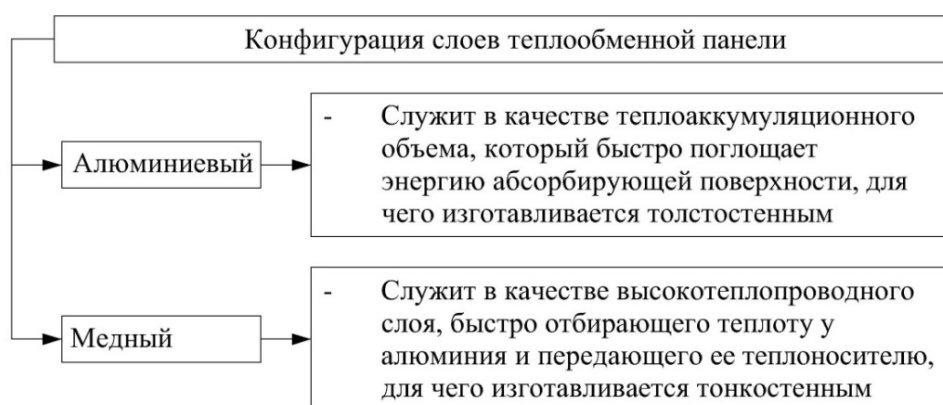 Конфигурация слоев теплообменной панели
Алюминиевый
- Служит в качестве теплоаккумуляционного
объема, который быстро поглощает
энергию абсорбирующей поверхности, для
чего изготавливается толстостенным
Медный
- Служит в качестве высокотеплопроводного
слоя, быстро отбирающего теплоту у
алюминия и передающего ее теплоносителю,
для чего изготавливается тонкостенным